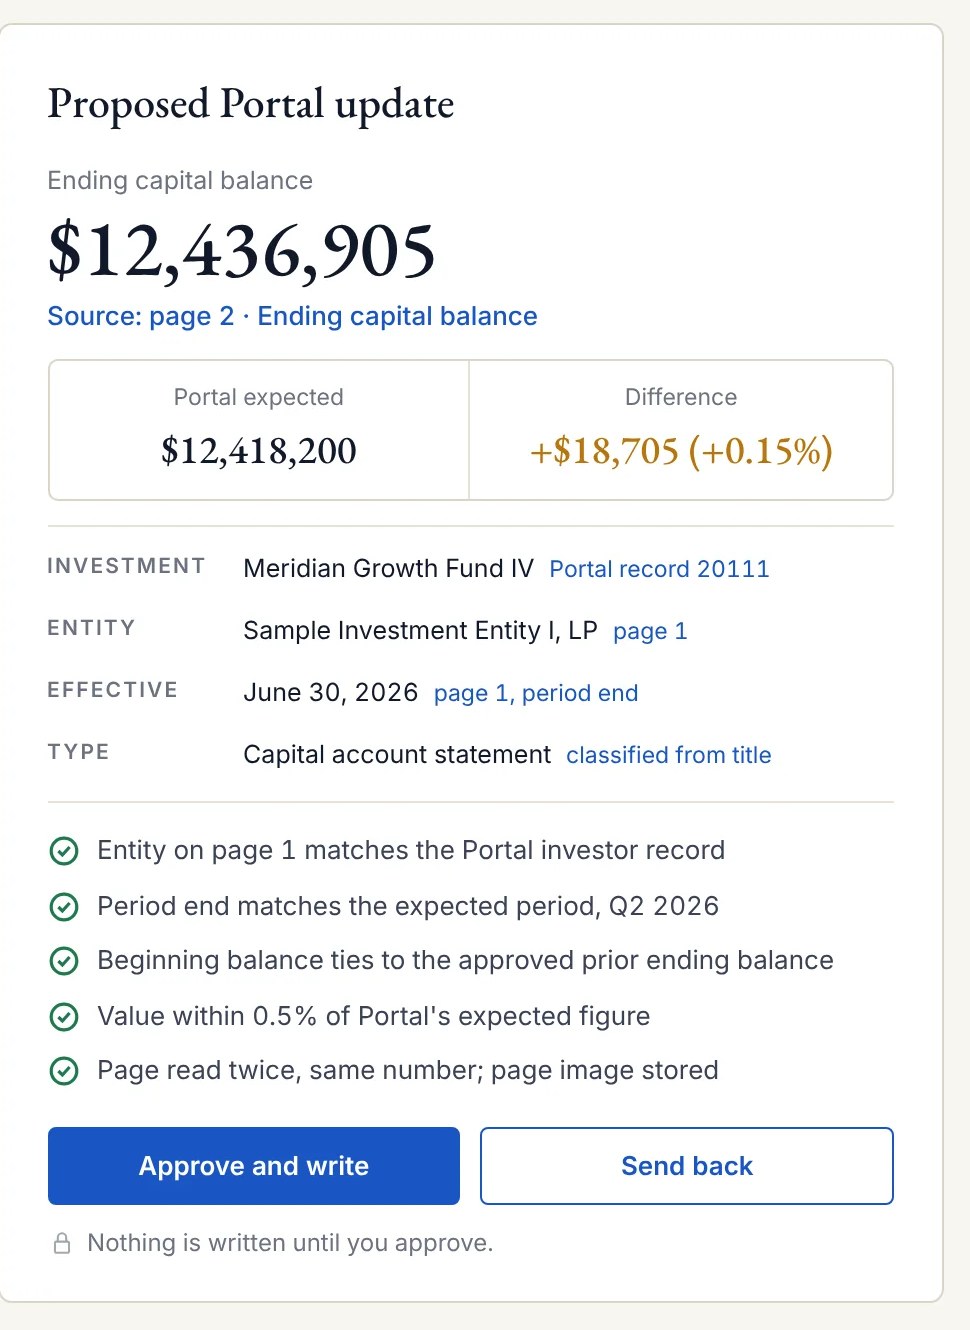 Proposed Portal update
Ending capital balance
$12,436,905
Source: page 2 · Ending capital balance
Portal expected
$12,418,200
Difference
+$18,705 (+0.15%)
INVESTMENT Meridian Growth Fund IV Portal record 20111
ENTITY Sample Investment Entity I, LP page 1
EFFECTIVE June 30, 2026 page 1, period end
TYPE Capital account statement classified from title
Entity on page 1 matches the Portal investor record
Period end matches the expected period, Q2 2026
Beginning balance ties to the approved prior ending balance
Value within 0.5% of Portal's expected figure
Page read twice, same number; page image stored
Approve and write
Send back
Nothing is written until you approve.